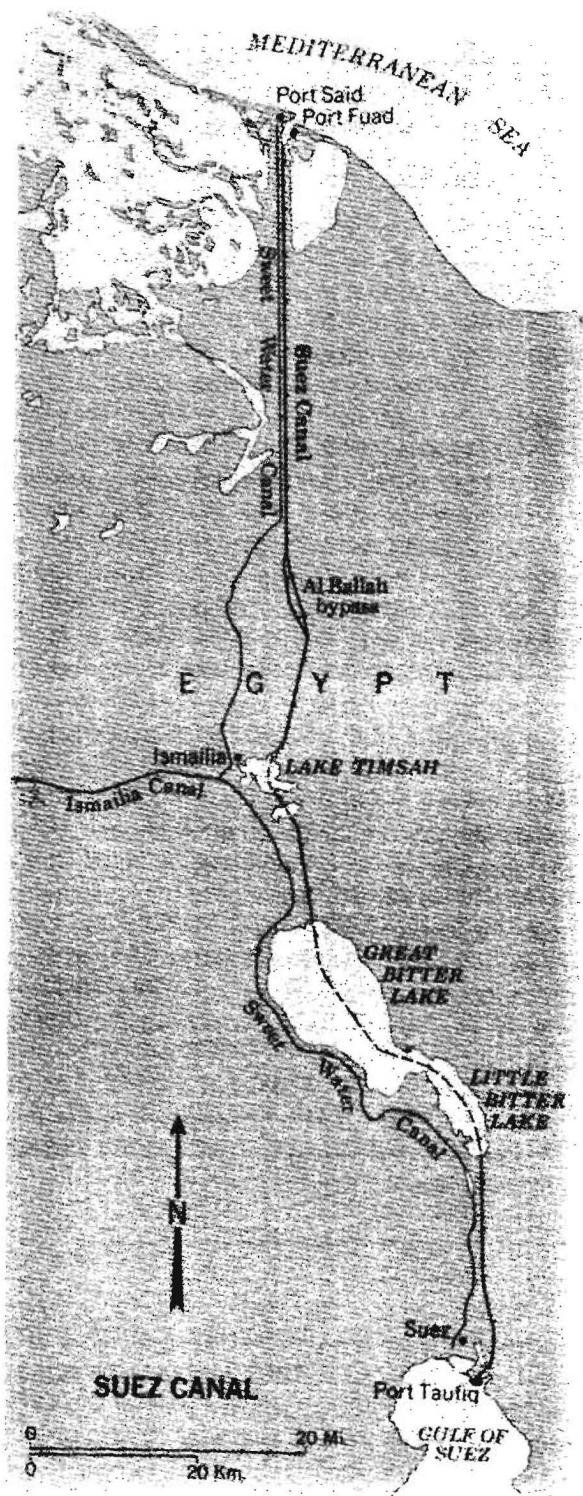 MEDITERRANEAN SEA
Port Said
Port Fuad
Sweet Water Canal
Suez Canal
Al Ballah
bypass
EGYPT
Ismailia
LAKE TIMSAH
Ismailia Canal
GREAT
BITTER
LAKE
Sweet Water Canal
LITTLE
BITTER
LAKE
N
Suez
SUEZ CANAL
Port Taufiq
GULF OF
SUEZ
0 20 Mi.
0 20 Km.